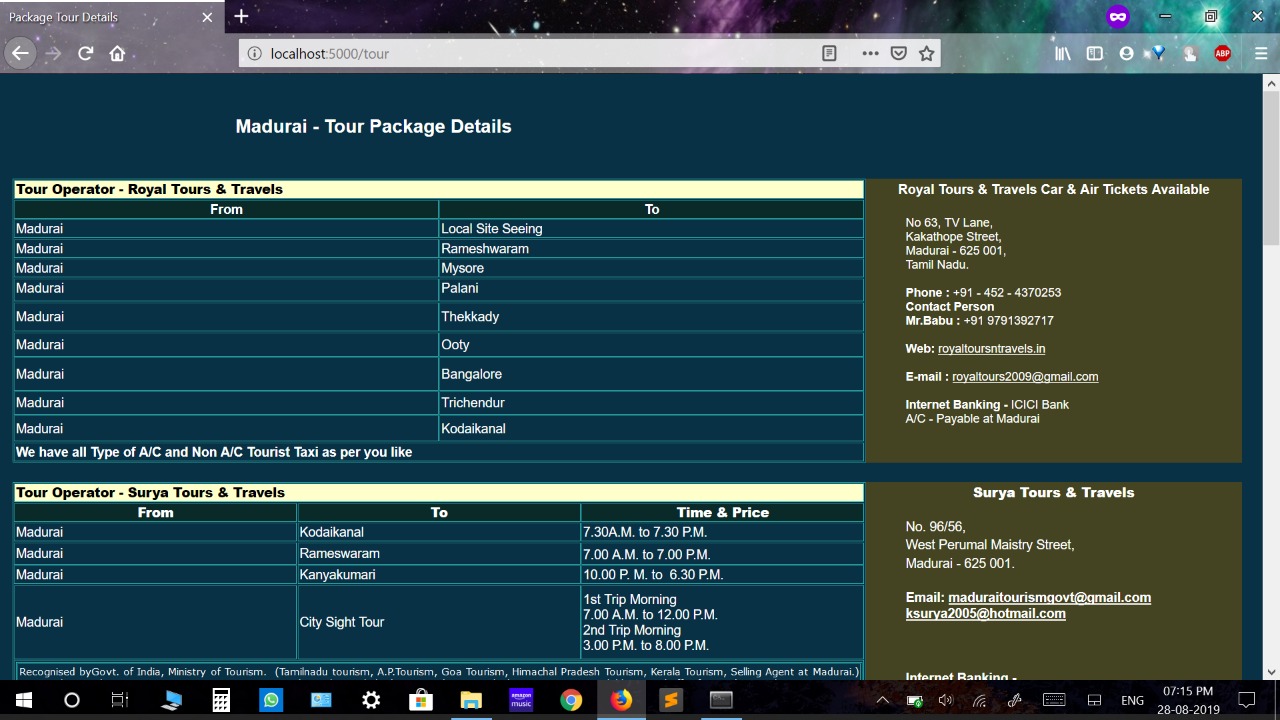 Package Tour Details
localhost:5000/tour
ABP
Madurai - Tour Package Details
Tour Operator - Royal Tours & Travels
From To
Madurai Local Site Seeing
Madurai Rameshwaram
Madurai Mysore
Madurai Palani
Madurai Thekkady
Madurai Ooty
Madurai Bangalore
Madurai Trichendur
Madurai Kodaikanal
We have all Type of A/C and Non A/C Tourist Taxi as per you like
Royal Tours & Travels Car & Air Tickets Available
No 63, TV Lane,
Kakathope Street,
Madurai - 625 001,
Tamil Nadu.
Phone : +91 - 452 - 4370253
Contact Person
Mr.Babu : +91 9791392717
Web: royaltoursntravels.in
E-mail : royaltours2009@gmail.com
Internet Banking - ICICI Bank
A/C - Payable at Madurai
Tour Operator - Surya Tours & Travels
From To Time & Price
Madurai Kodaikanal 7.30A.M. to 7.30 P.M.
Madurai Rameswaram 7.00 A.M. to 7.00 P.M.
Madurai Kanyakumari 10.00 P. M. to 6.30 P.M.
Madurai City Sight Tour
1st Trip Morning
7.00 A.M. to 12.00 P.M.
2nd Trip Morning
3.00 P.M. to 8.00 P.M.
Recognised byGovt. of India, Ministry of Tourism. (Tamilnadu tourism, A.P.Tourism, Goa Tourism, Himachal Pradesh Tourism, Kerala Tourism, Selling Agent at Madurai.)
Surya Tours & Travels
No. 96/56,
West Perumal Maistry Street,
Madurai - 625 001.
Email: maduraitourismgovt@gmail.com
ksurya2005@hotmail.com
Internet Banking -
amazon music
ENG
07:15 PM
28-08-2019